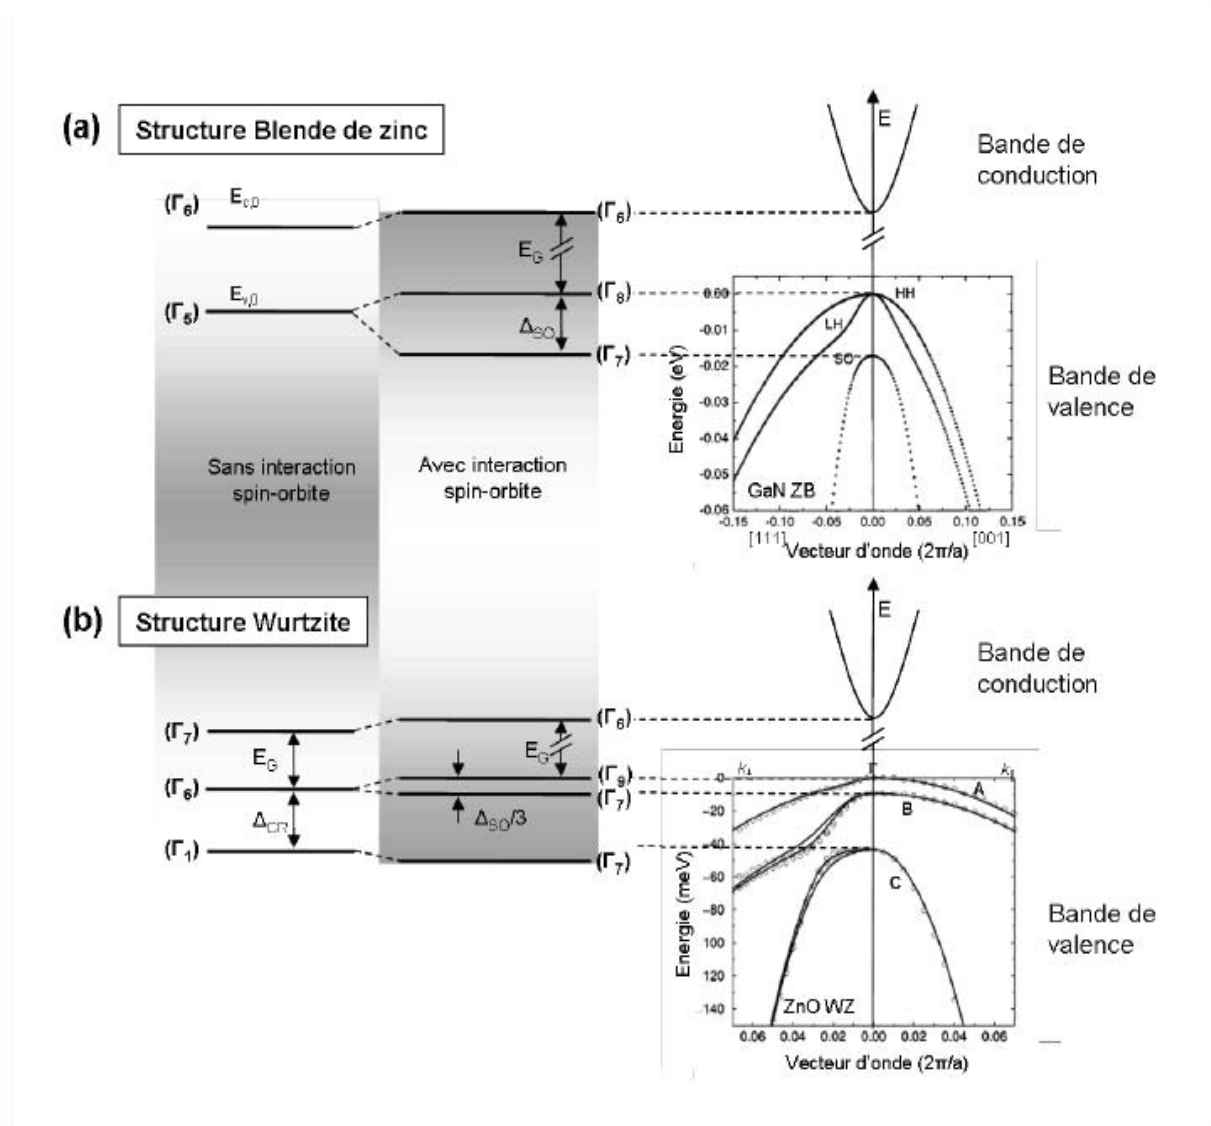 (a) Structure Blende de zinc
E
Bande de
conduction
(Γ6) Ec,0 (Γ6)
EG
Ev,0 (Γ8)
(Γ5)
ΔSO
(Γ7)
Sans interaction
spin-orbite
Avec interaction
spin-orbite
0.00
-0.01
-0.02
-0.03
-0.04
-0.05
-0.06
Energie (eV)
HH
LH
SO
GaN ZB
-0.15 -0.10 -0.05 0.00 0.05 0.10 0.15
[111] Vecteur d'onde (2π/a) [001]
Bande de
valence
(b) Structure Wurtzite
E
Bande de
conduction
(Γ7) (Γ6)
EG EG
(Γ9)
(Γ6) (Γ7)
ΔCR ΔSO/3
(Γ1) (Γ7)
k⊥ Γ
0
-20
-40
-60
-80
100
120
-140
Energie (meV)
A
B
C
ZnO WZ
0.06 0.04 0.02 0.00 0.02 0.04 0.06
Vecteur d'onde (2π/a)
Bande de
valence